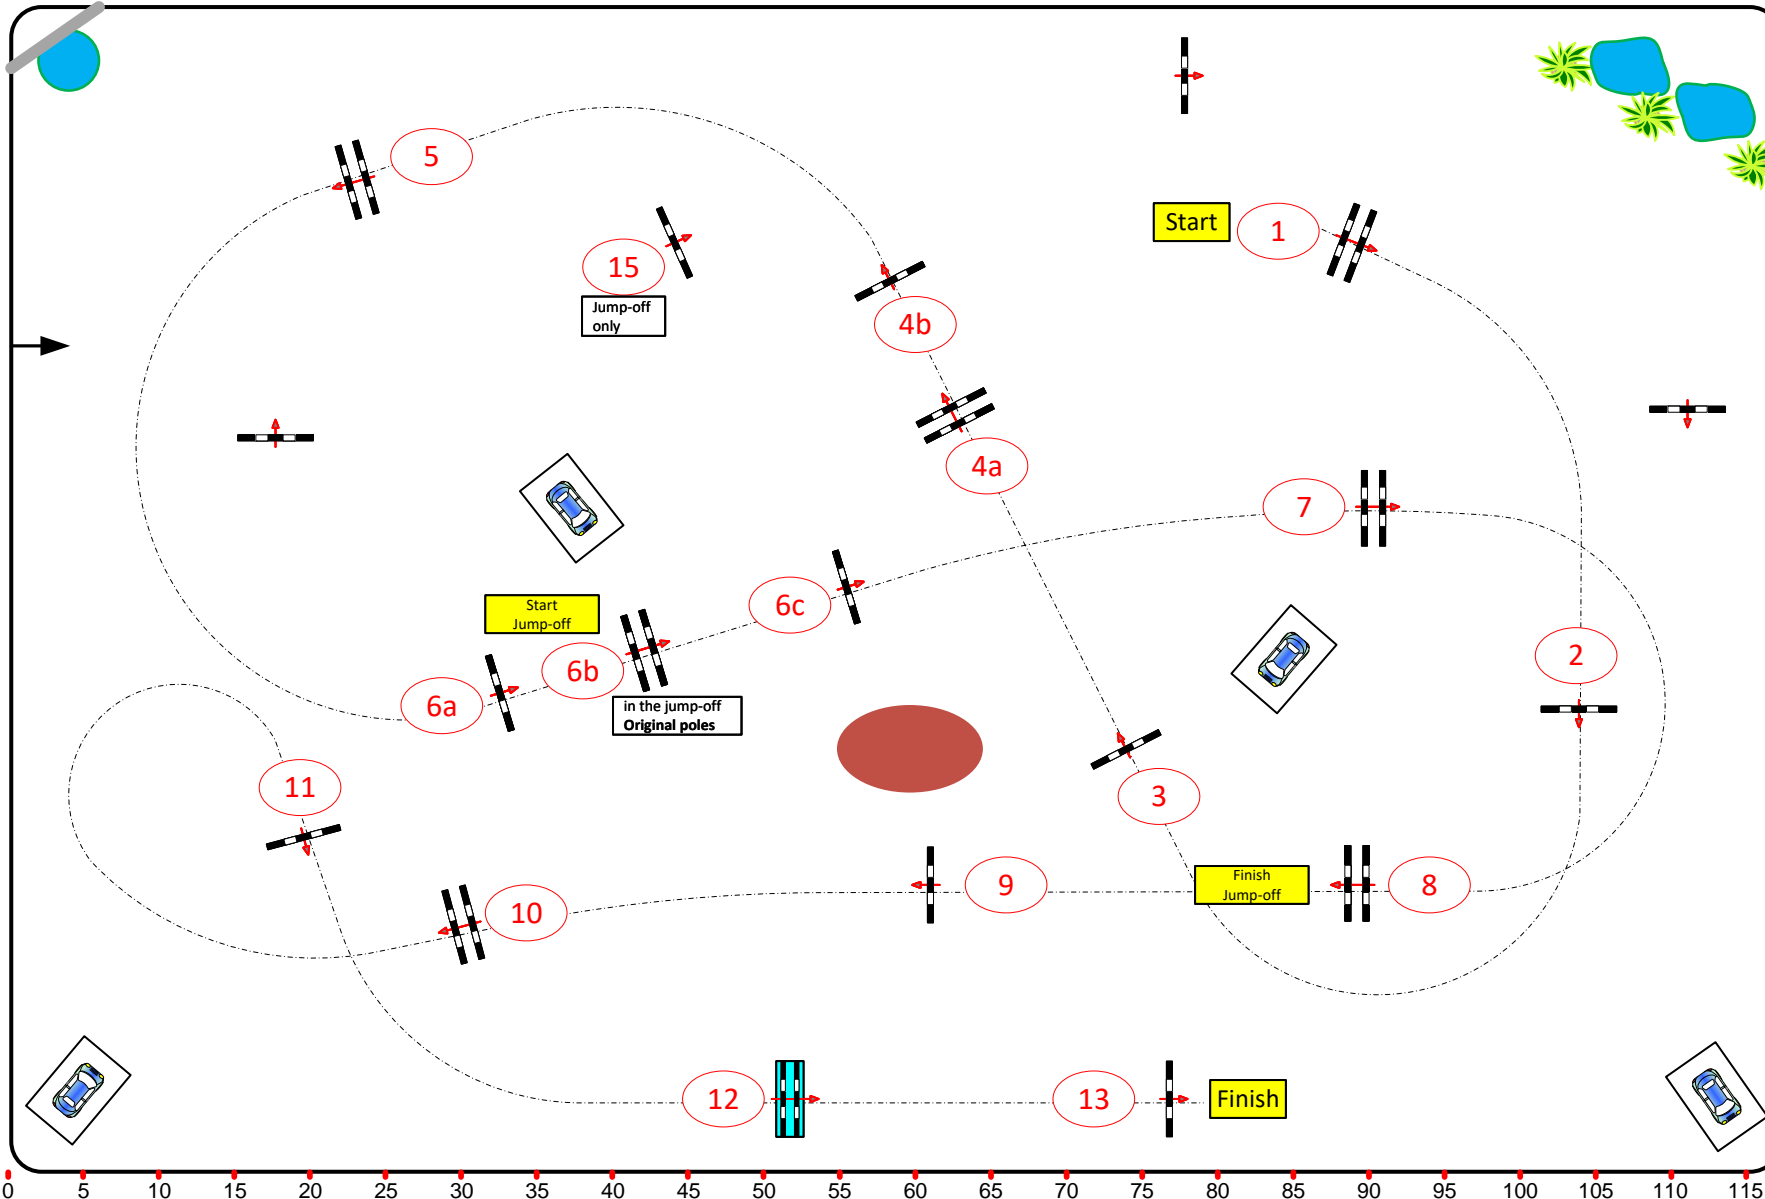 5
Start
1
15
Jump-off
only
4b
4a
7
Start
Jump-off
6c
6b
2
6a
in the jump-off
Original poles
11
3
Finish
Jump-off
9
8
10
12
13
Finish
0 5 10 15 20 25 30 35 40 45 50 55 60 65 70 75 80 85 90 95 100 105 110 115